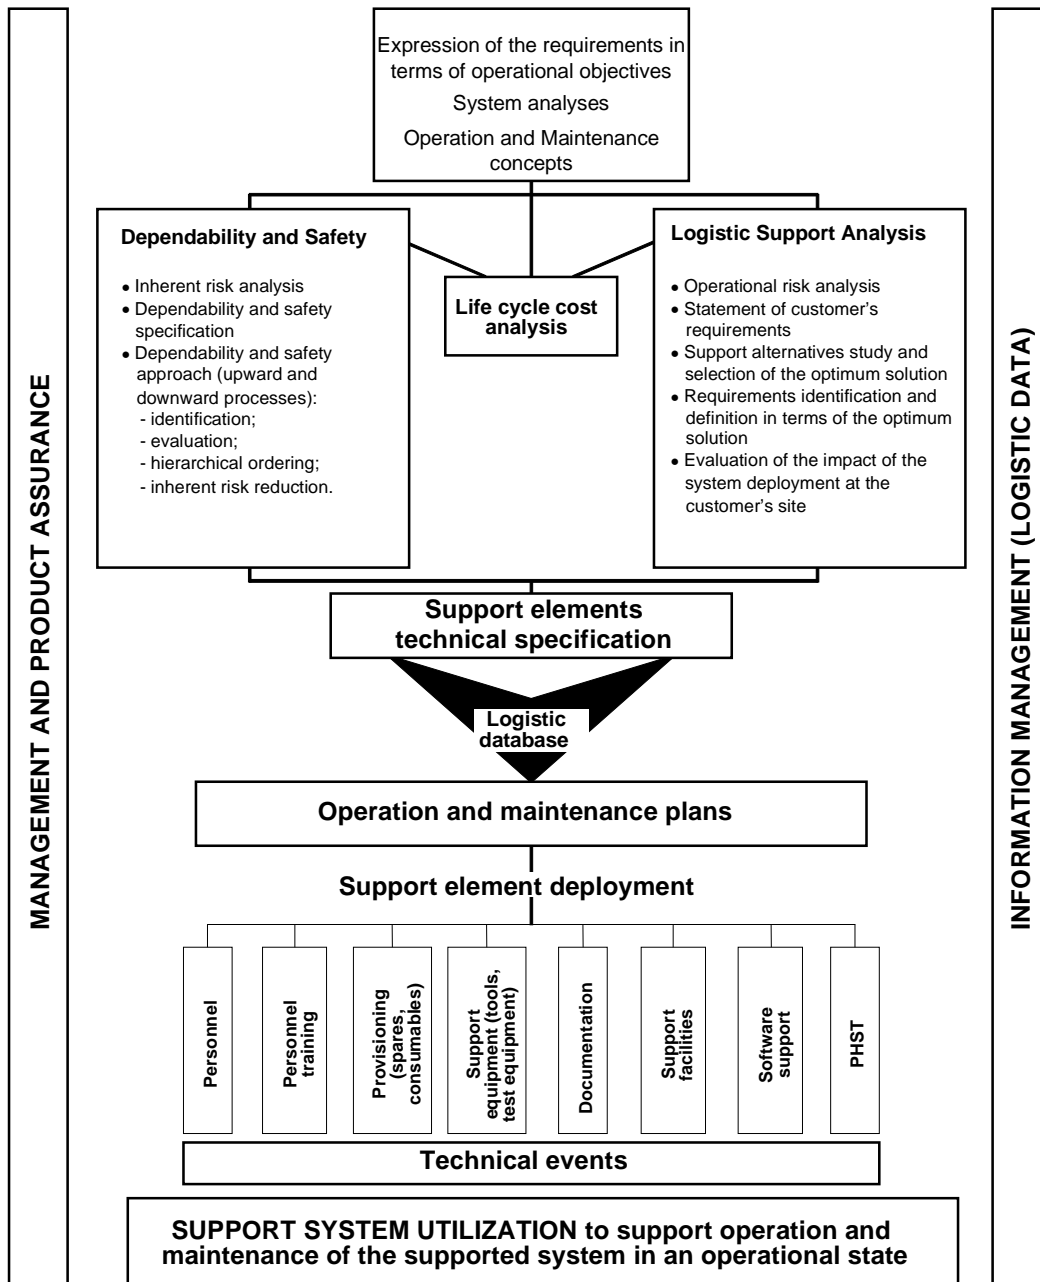 Expression of the requirements in
terms of operational objectives
System analyses
Operation and Maintenance
concepts
Dependability and Safety
• Inherent risk analysis
• Dependability and safety
specification
• Dependability and safety
approach (upward and
downward processes):
- identification;
- evaluation;
- hierarchical ordering;
- inherent risk reduction.
Life cycle cost
analysis
Logistic Support Analysis
• Operational risk analysis
• Statement of customer's
requirements
• Support alternatives study and
selection of the optimum solution
• Requirements identification and
definition in terms of the optimum
solution
• Evaluation of the impact of the
system deployment at the
customer's site
MANAGEMENT AND PRODUCT ASSURANCE
INFORMATION MANAGEMENT (LOGISTIC DATA)
Support elements
technical specification
Logistic
database
Operation and maintenance plans
Support element deployment
Personnel
Personnel
training
Provisioning
(spares,
consumables)
Support
equipment (tools,
test equipment)
Documentation
Support
facilities
Software
support
PHST
Technical events
SUPPORT SYSTEM UTILIZATION to support operation and
maintenance of the supported system in an operational state